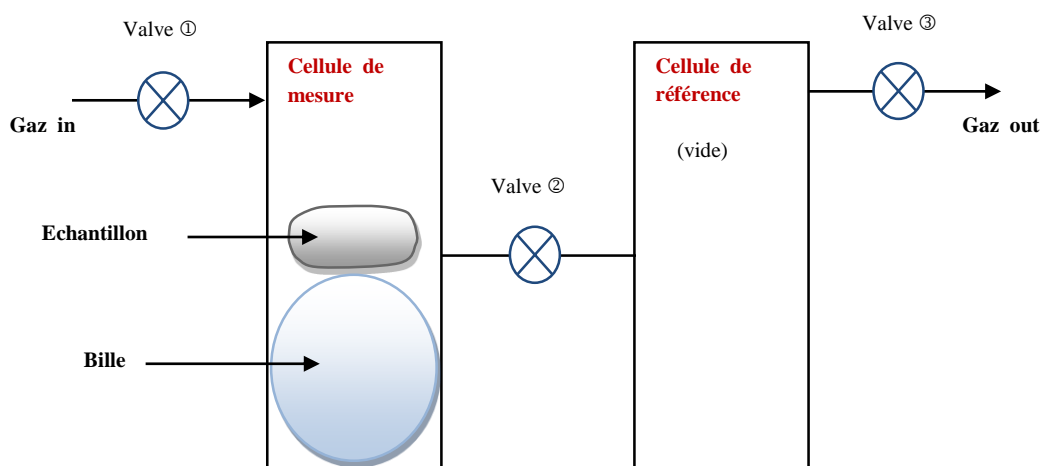 Valve ①
Cellule de
mesure
Gaz in
Echantillon
Bille
Valve ②
Cellule de
référence
(vide)
Valve ③
Gaz out